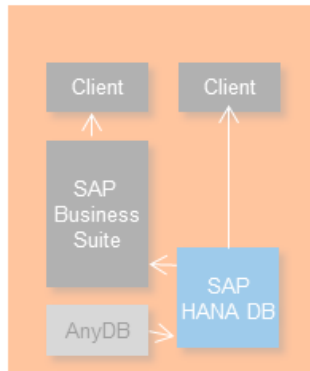 Client
Client
SAP
Business
Suite
SAP
HANA DB
AnyDB